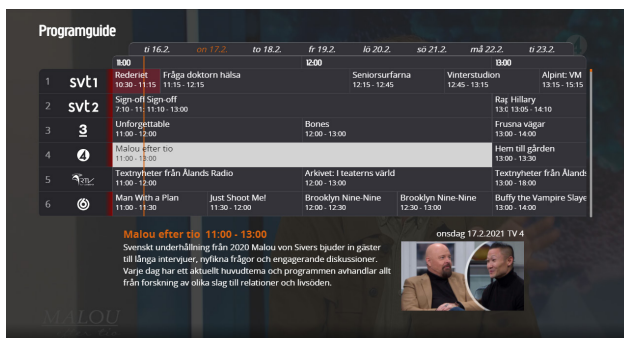 Programguide
ti 16.2. on 17.2. to 18.2. fr 19.2. lö 20.2. sö 21.2. må 22.2. ti 23.2.
11:00 12:00 13:00
1 svt1 Rederiet Fråga doktorn hälsa Seniorsurfarna Vinterstudion Alpint: VM
10:30 - 11:15 11:15 - 12:15 12:15 - 12:45 12:45 - 13:15 13:15 - 15:15
2 svt2 Sign-off Sign-off Rap Hillary
7:10 - 11: 11:10 - 13:00 13:0 13:05 - 14:10
3 3 Unforgettable Bones Frusna vägar
11:00 - 12:00 12:00 - 13:00 13:00 - 14:00
4 4 Malou efter tio Hem till gården
11:00 - 13:00 13:00 - 13:30
5 Textnyheter från Ålands Radio Arkivet: I teaterns värld Textnyheter från Ålands
11:00 - 12:00 12:00 - 13:00 13:00 - 18:00
6 6 Man With a Plan Just Shoot Me! Brooklyn Nine-Nine Brooklyn Nine-Nine Buffy the Vampire Slaye
11:00 - 11:30 11:30 - 12:00 12:00 - 12:30 12:30 - 13:00 13:00 - 14:00
Malou efter tio 11:00 - 13:00 onsdag 17.2.2021 TV 4
Svenskt underhållning från 2020 Malou von Sivers bjuder in gäster
till långa intervjuer, nyfikna frågor och engagerande diskussioner.
Varje dag har ett aktuellt huvudtema och programmen avhandlar allt
från forskning av olika slag till relationer och livsöden.
MALOU